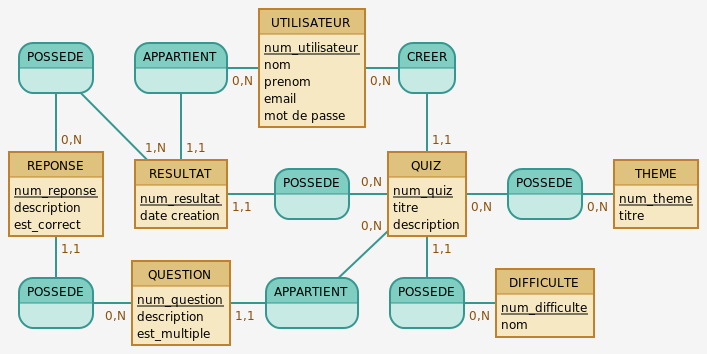 UTILISATEUR
num_utilisateur
nom
prenom
email
mot de passe
POSSEDE
APPARTIENT
CREER
0,N
0,N
0,N
1,N
1,1
1,1
REPONSE
num_reponse
description
est_correct
RESULTAT
num_resultat
date creation
POSSEDE
QUIZ
num_quiz
titre
description
POSSEDE
THEME
num_theme
titre
1,1
0,N
0,N
0,N
0,N
1,1
1,1
POSSEDE
QUESTION
num_question
description
est_multiple
APPARTIENT
POSSEDE
DIFFICULTE
num_difficulte
nom
0,N
1,1
0,N